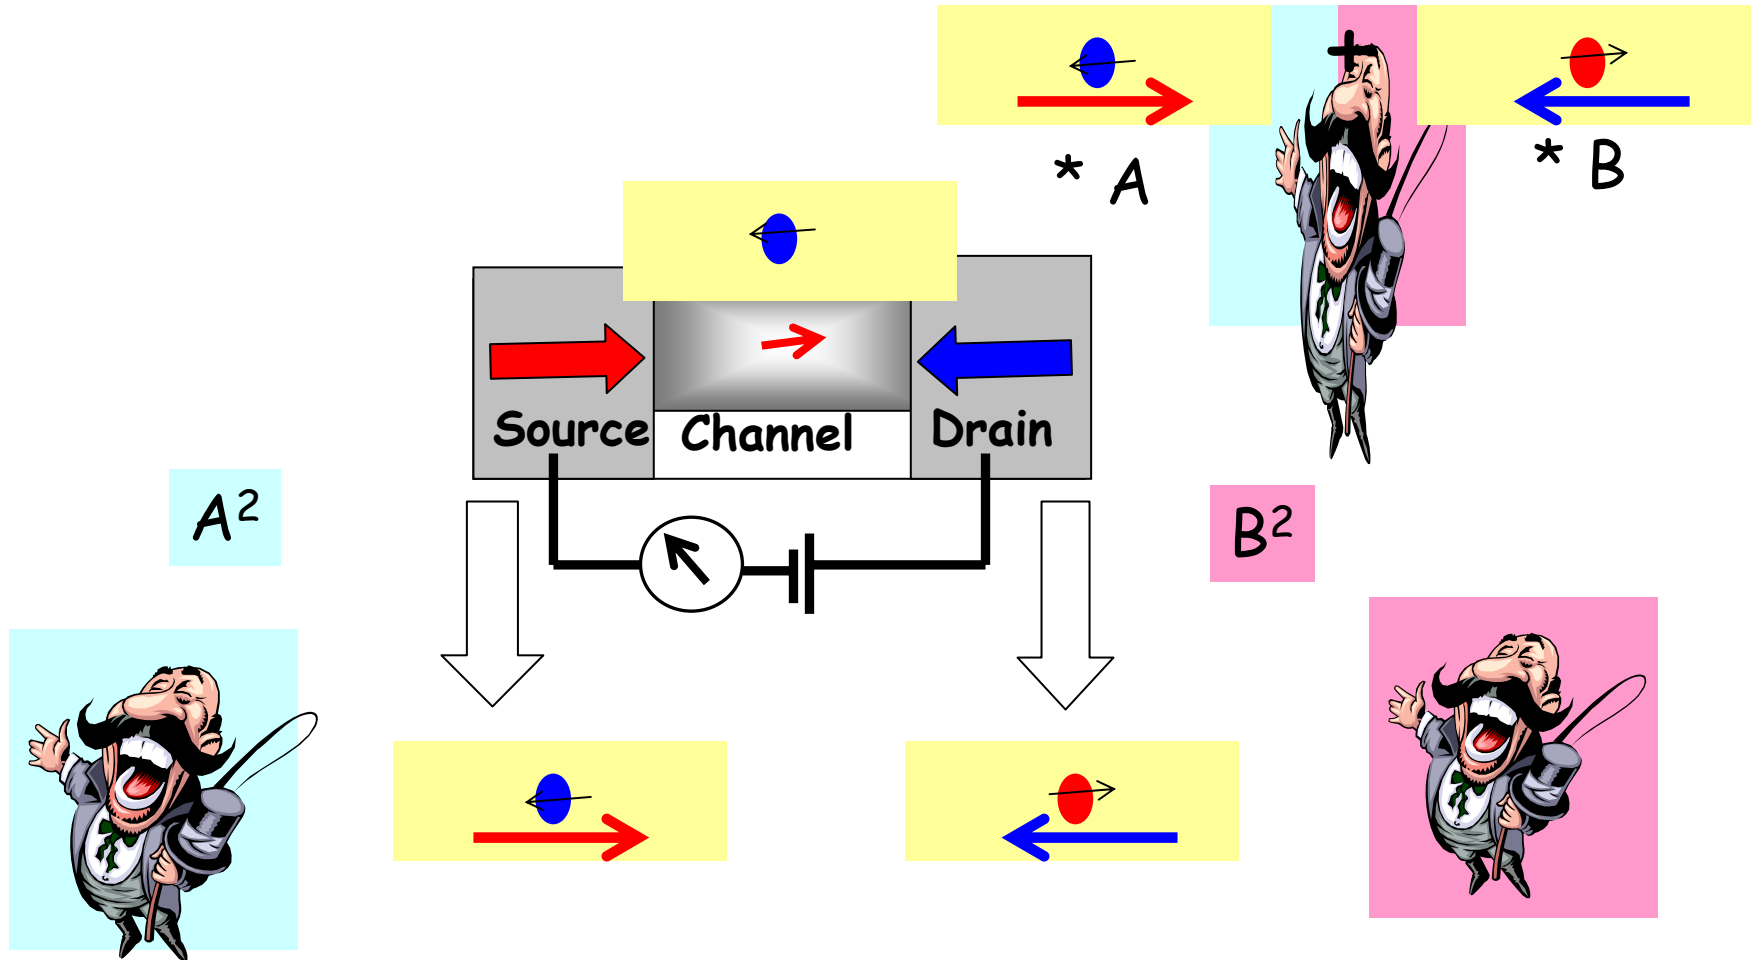 +
* A
* B
Source Channel Drain
A²
B²